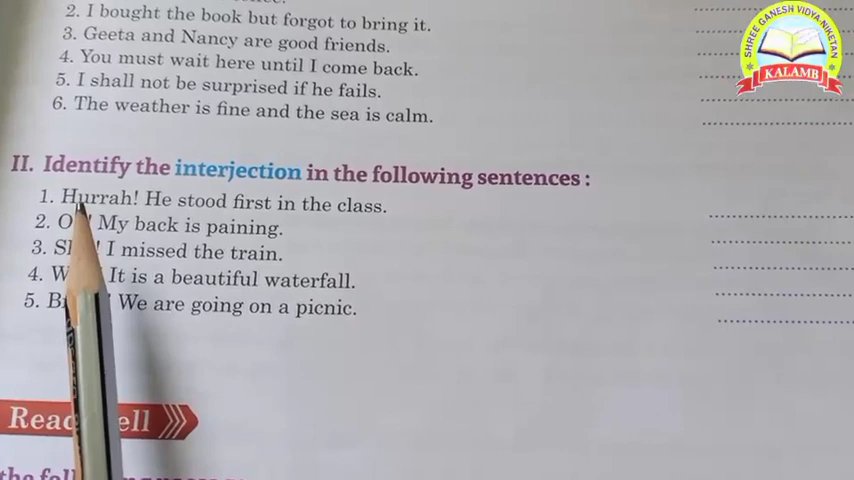 2. I bought the book but forgot to bring it.
3. Geeta and Nancy are good friends.
4. You must wait here until I come back.
5. I shall not be surprised if he fails.
6. The weather is fine and the sea is calm.
SHREE GANESH VIDYA-NIKETAN
KALAMB
II. Identify the interjection in the following sentences :
1. Hurrah! He stood first in the class.
2. My back is paining.
3. I missed the train.
4. It is a beautiful waterfall.
5. We are going on a picnic.